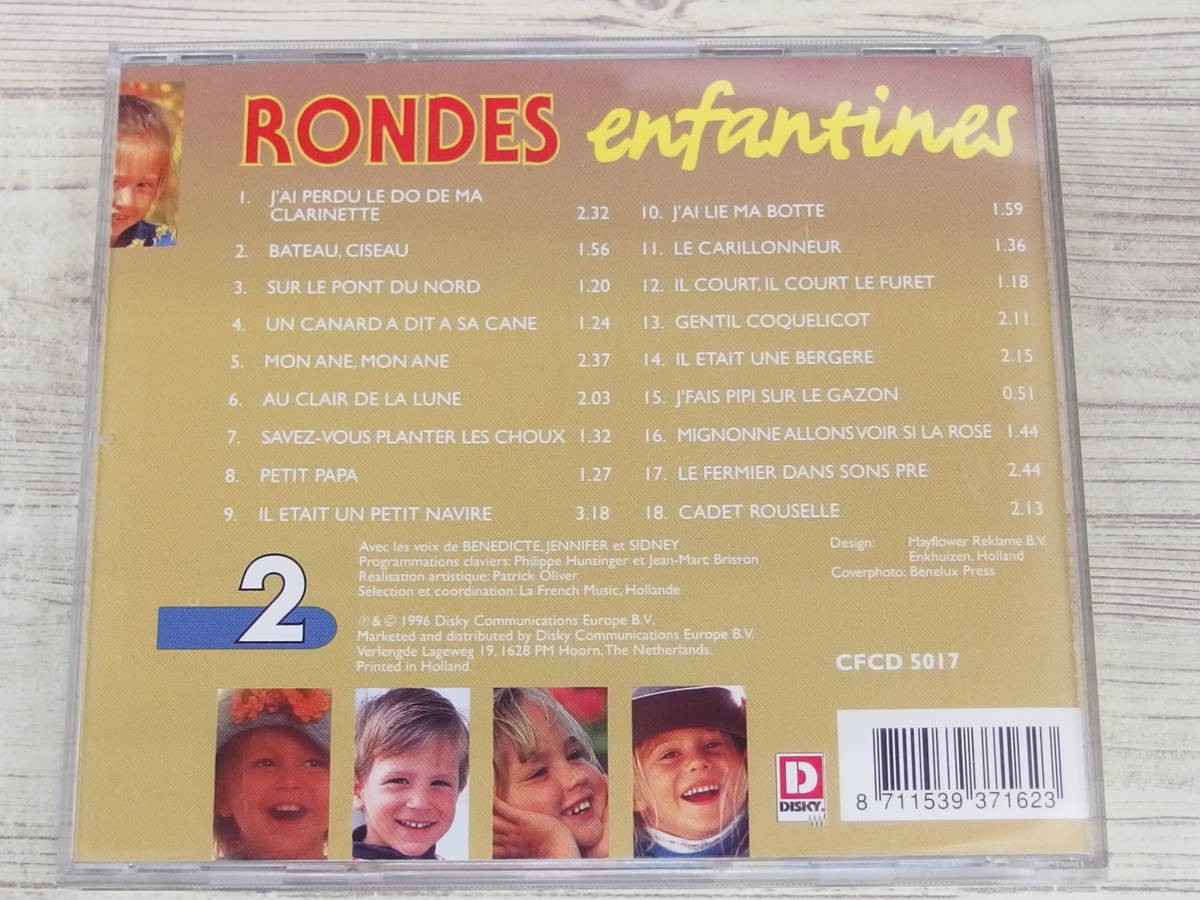 RONDES enfantines
1. J'AI PERDU LE DO DE MA
CLARINETTE 2.32
2. BATEAU, CISEAU 1.56
3. SUR LE PONT DU NORD 1.20
4. UN CANARD A DIT A SA CANE 1.24
5. MON ANE, MON ANE 2.37
6. AU CLAIR DE LA LUNE 2.03
7. SAVEZ-VOUS PLANTER LES CHOUX 1.32
8. PETIT PAPA 1.27
9. IL ETAIT UN PETIT NAVIRE 3.18
10. J'AI LIE MA BOTTE 1.59
11. LE CARILLONNEUR 1.36
12. IL COURT, IL COURT LE FURET 1.18
13. GENTIL COQUELICOT 2.11
14. IL ETAIT UNE BERGERE 2.15
15. J'FAIS PIPI SUR LE GAZON 0.51
16. MIGNONNE ALLONS VOIR SI LA ROSE 1.44
17. LE FERMIER DANS SONS PRE 2.44
18. CADET ROUSELLE 2.13
2
Avec les voix de BENEDICTE, JENNIFER et SIDNEY
Programmations claviers: Philippe Hunsinger et Jean-Marc Brisson
Réalisation artistique: Patrick Oliver
Sélection et coordination: La French Music, Hollande
℗ & © 1996 Disky Communications Europe B.V.
Marketed and distributed by Disky Communications Europe B.V.
Verlengde Lageweg 19, 1628 PM Hoorn, The Netherlands.
Printed in Holland.
Design: Mayflower Reklame B.V.
Enkhuizen, Holland
Coverphoto: Benelux Press
CFCD 5017
D
DISKY.
8 711539 371623